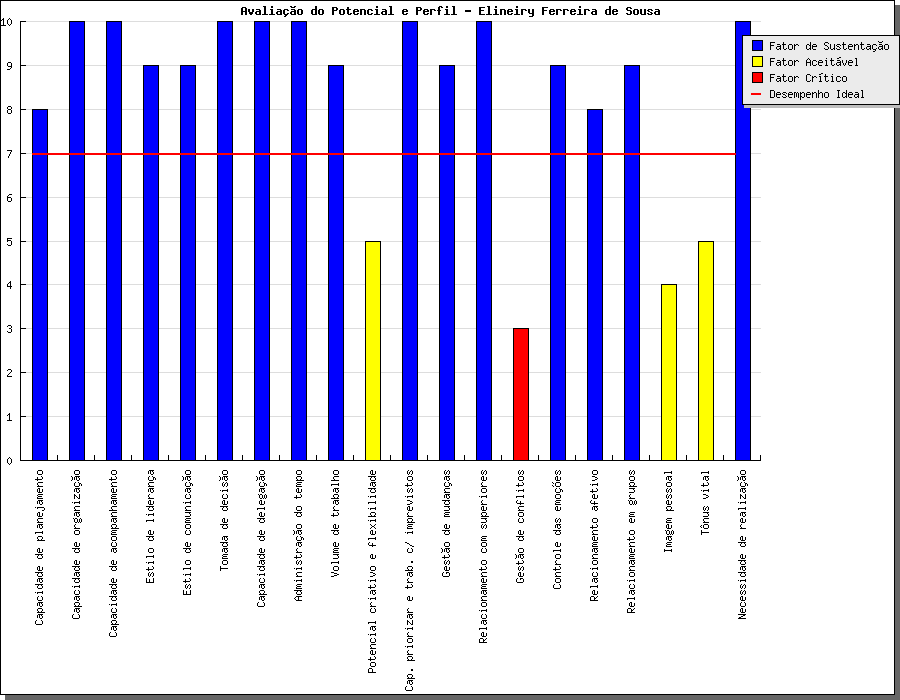 Avaliação do Potencial e Perfil - Elineiry Ferreira de Sousa
Fator de Sustentação
Fator Aceitável
Fator Crítico
Desempenho Ideal
10
9
8
7
6
5
4
3
2
1
0
Capacidade de planejamento
Capacidade de organização
Capacidade de acompanhamento
Estilo de liderança
Estilo de comunicação
Tomada de decisão
Capacidade de delegação
Administração do tempo
Volume de trabalho
Potencial criativo e flexibilidade
Cap. priorizar e trab. c/ imprevistos
Gestão de mudanças
Relacionamento com superiores
Gestão de conflitos
Controle das emoções
Relacionamento afetivo
Relacionamento em grupos
Imagem pessoal
Tônus vital
Necessidade de realização